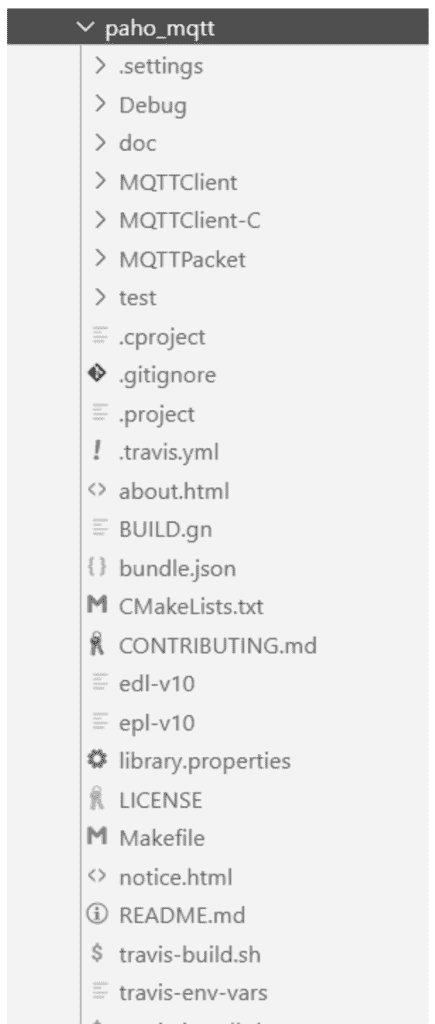 paho_mqtt
.settings
Debug
doc
MQTTClient
MQTTClient-C
MQTTPacket
test
.cproject
.gitignore
.project
.travis.yml
about.html
BUILD.gn
bundle.json
CMakeLists.txt
CONTRIBUTING.md
edl-v10
epl-v10
library.properties
LICENSE
Makefile
notice.html
README.md
travis-build.sh
travis-env-vars